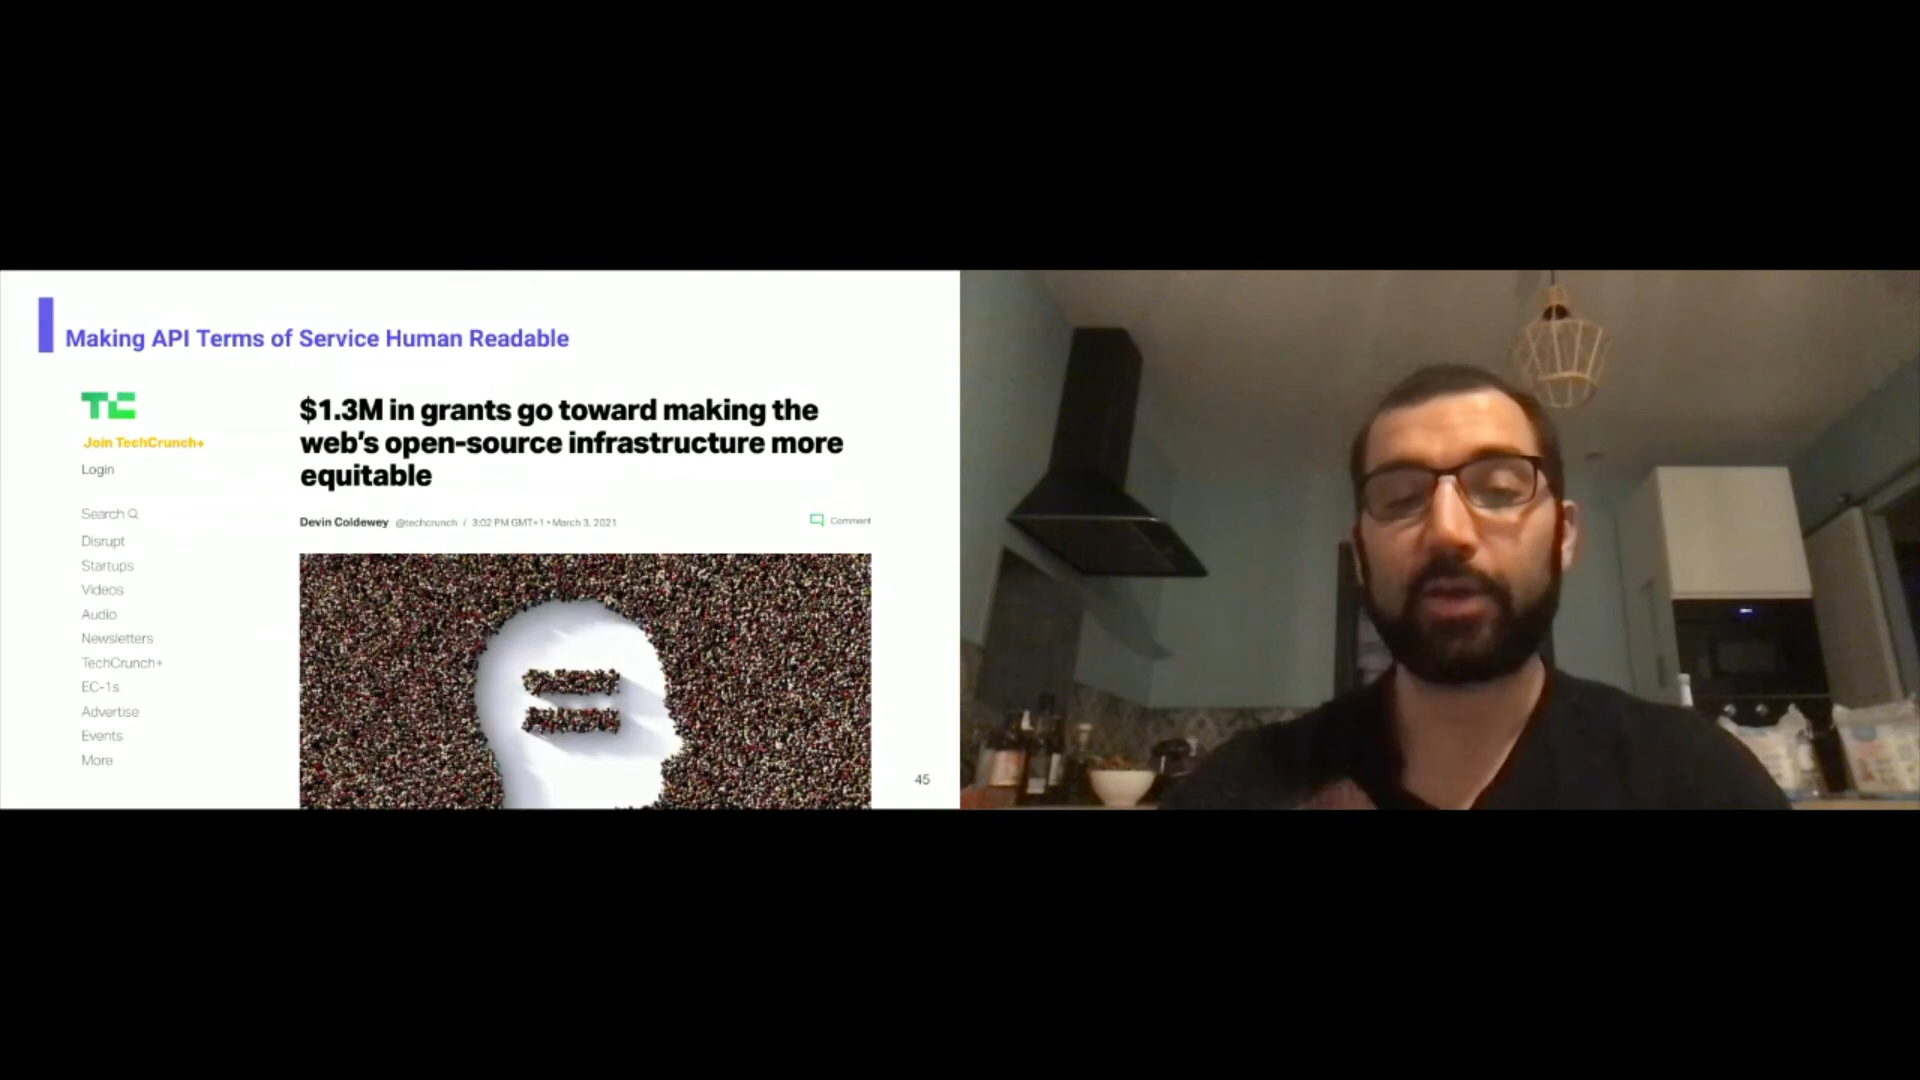 Making API Terms of Service Human Readable
TC
Join TechCrunch+
Login
Search
Disrupt
Startups
Videos
Audio
Newsletters
TechCrunch+
EC-1s
Advertise
Events
More
$1.3M in grants go toward making the
web's open-source infrastructure more
equitable
Devin Coldewey @techcrunch / 3:02 PM GMT+1 • March 3, 2021
Comment
45